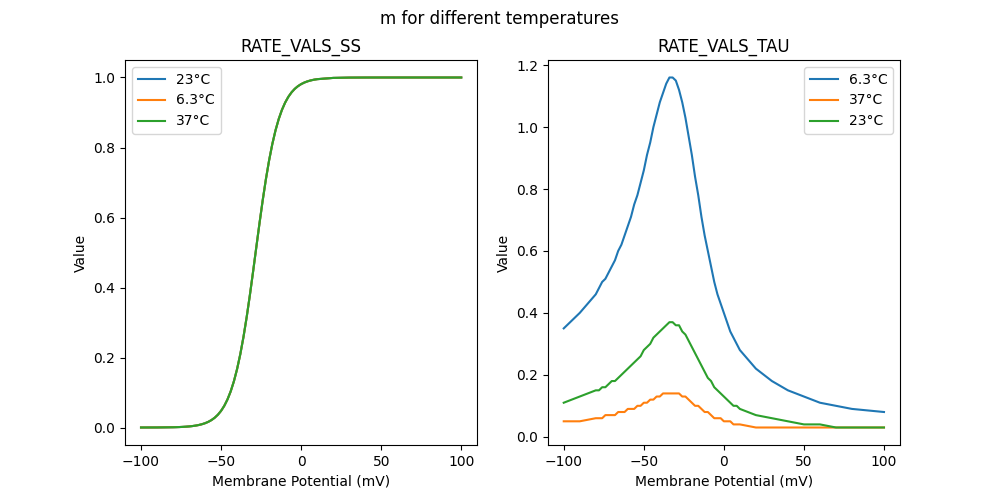 m for different temperatures
RATE_VALS_SS
RATE_VALS_TAU
23°C
6.3°C
37°C
6.3°C
37°C
23°C
Value
1.0
0.8
0.6
0.4
0.2
0.0
−100
−50
0
50
100
Membrane Potential (mV)
Value
1.2
1.0
0.8
0.6
0.4
0.2
0.0
−100
−50
0
50
100
Membrane Potential (mV)